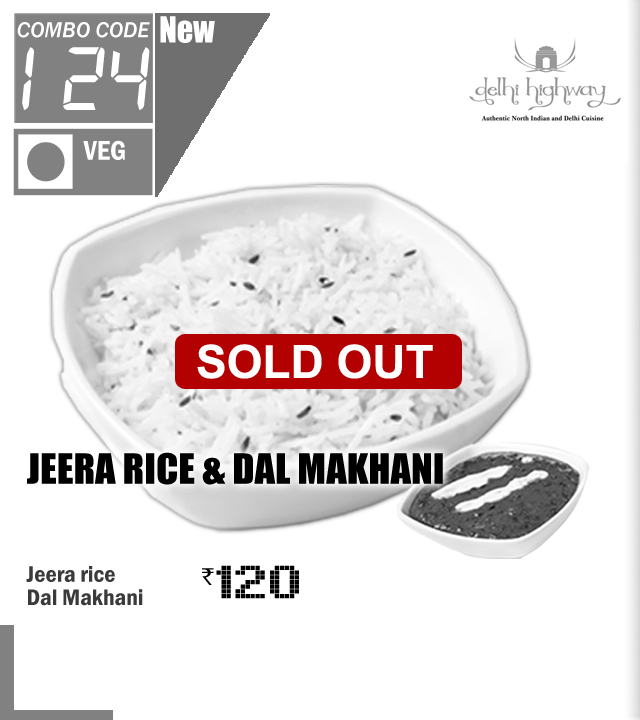 COMBO CODE
124
New
VEG
delhi highway
Authentic North Indian and Delhi Cuisine
SOLD OUT
JEERA RICE & DAL MAKHANI
Jeera rice
Dal Makhani
₹120